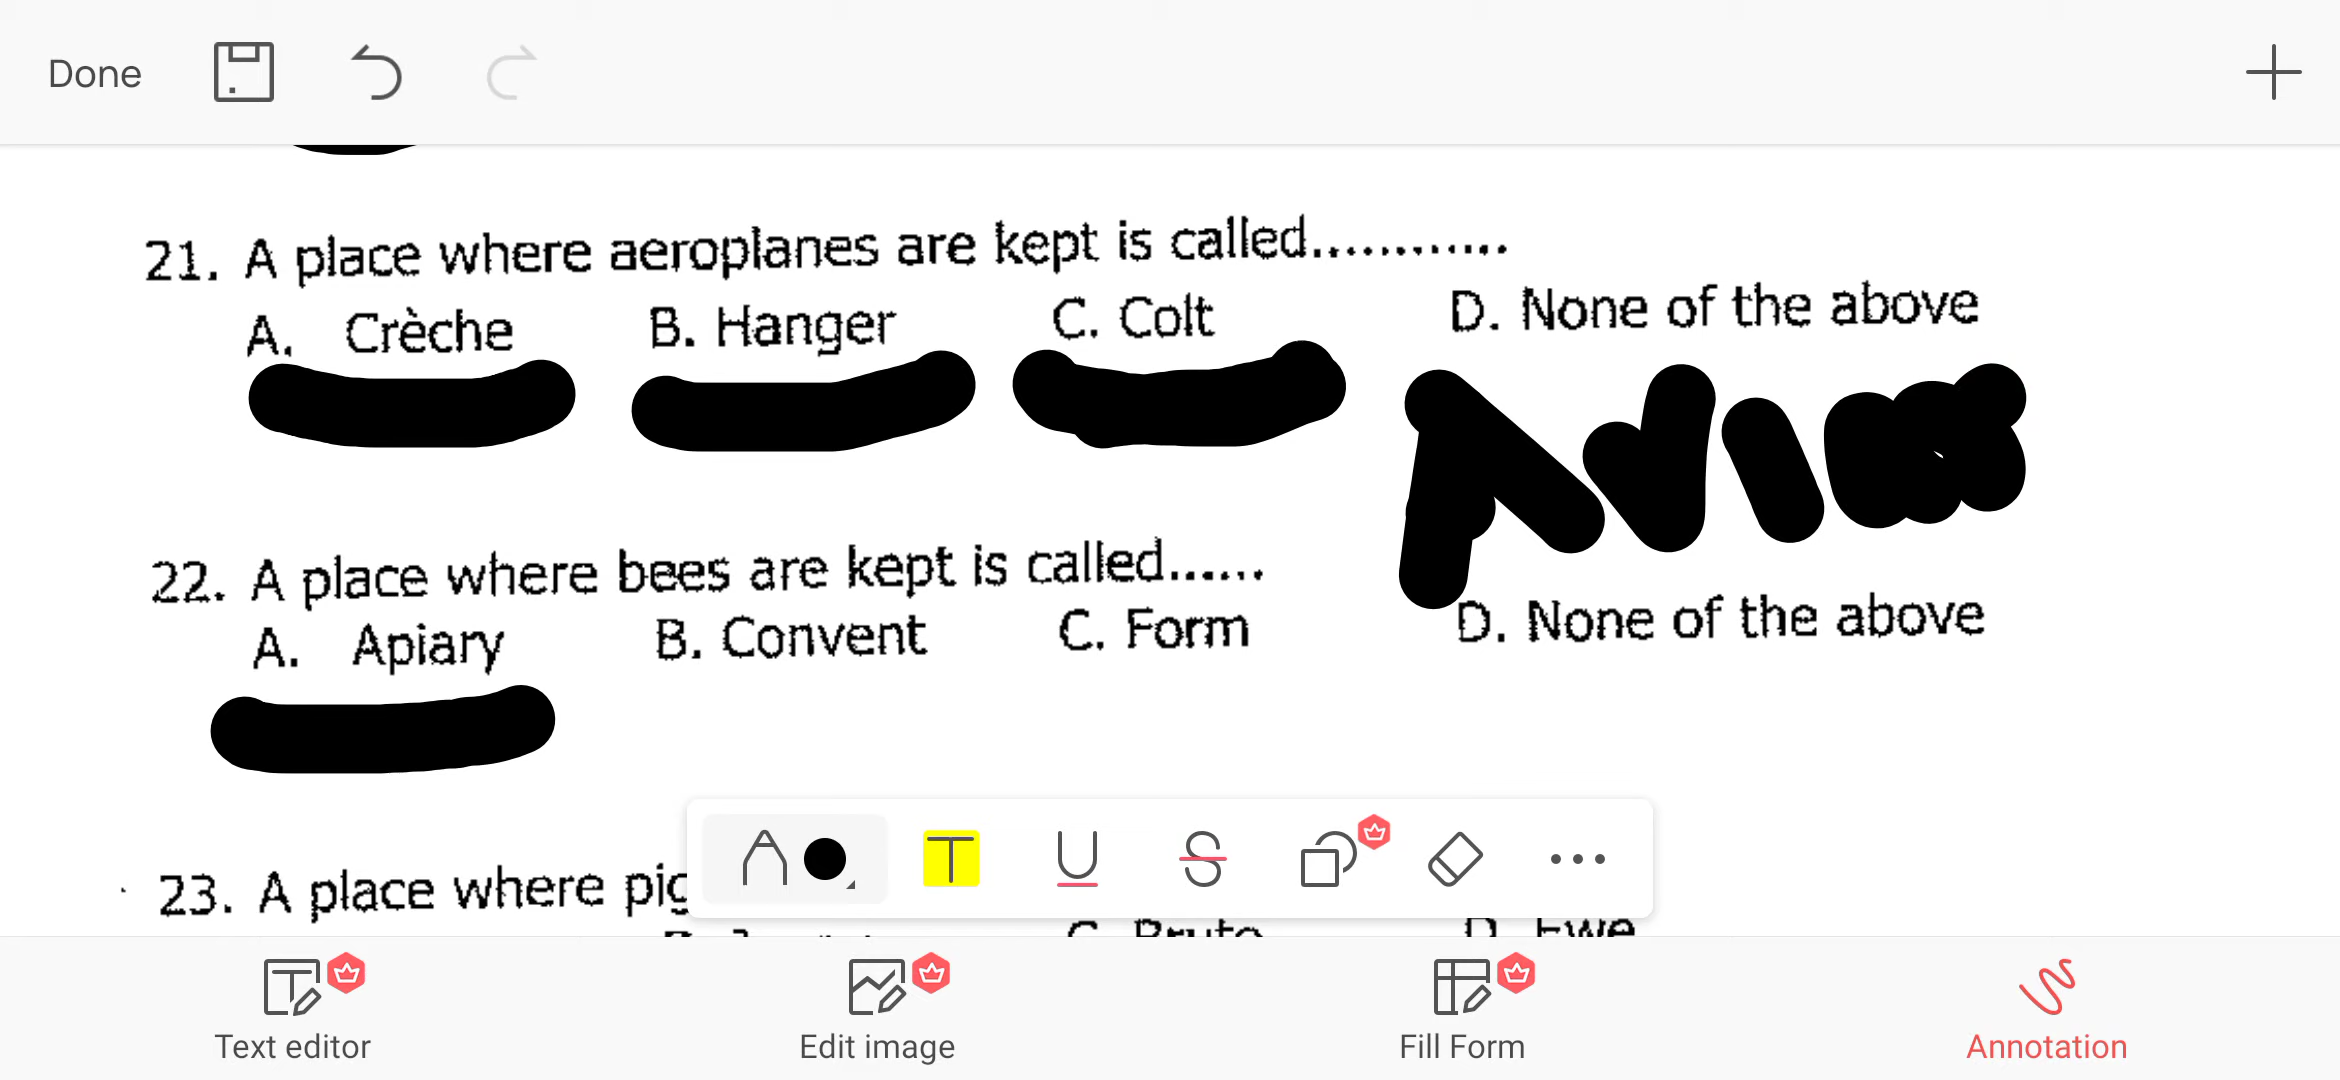 Done
21. A place where aeroplanes are kept is called............
A. Crèche B. Hanger C. Colt D. None of the above
22. A place where bees are kept is called......
A. Apiary B. Convent C. Form D. None of the above
23. A place where pig
C. Brute D. Ewe
Text editor Edit image Fill Form Annotation